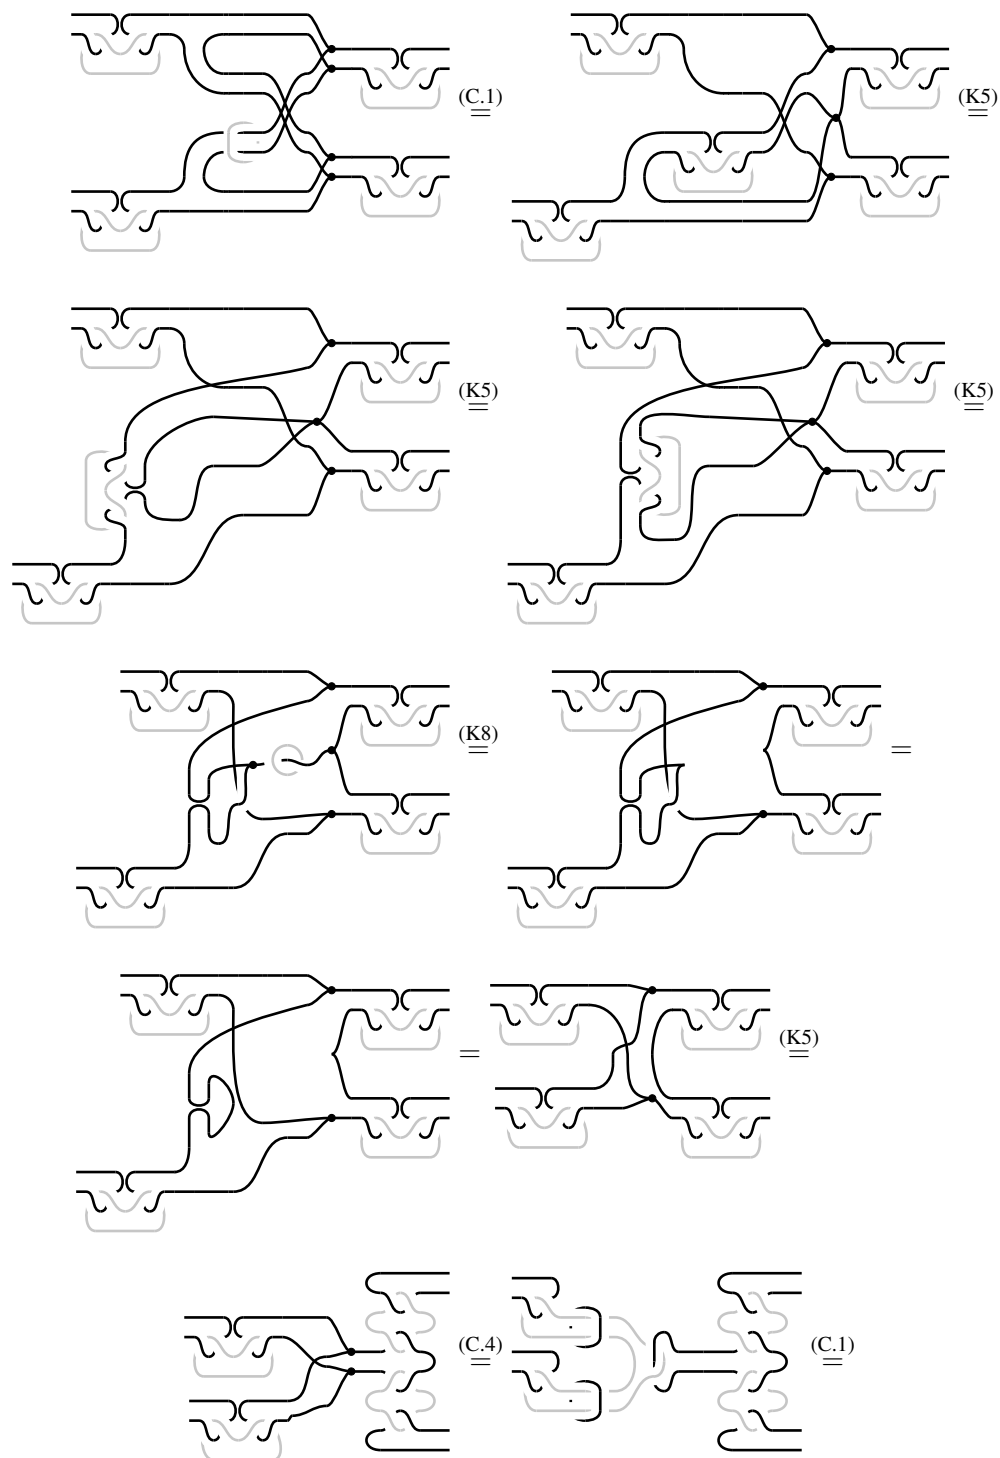 (C.1)
=
(K5)
=
(K5)
=
(K5)
=
(K8)
=
=
=
(K5)
=
(C.4)
=
(C.1)
=